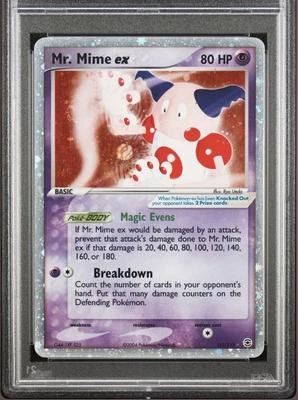 Mr. Mime ex 80 HP
Illus. Ryo Ueda
BASIC
When Pokémon-ex has been Knocked Out
your opponent takes 2 Prize cards.
Poké-BODY Magic Evens
If Mr. Mime ex would be damaged by an attack,
prevent that attack's damage done to Mr. Mime
ex if that damage is 20, 40, 60, 80, 100, 120, 140,
160, or 180.
Breakdown
Count the number of cards in your opponent's
hand. Put that many damage counters on the
Defending Pokémon.
weakness resistance retreat cost